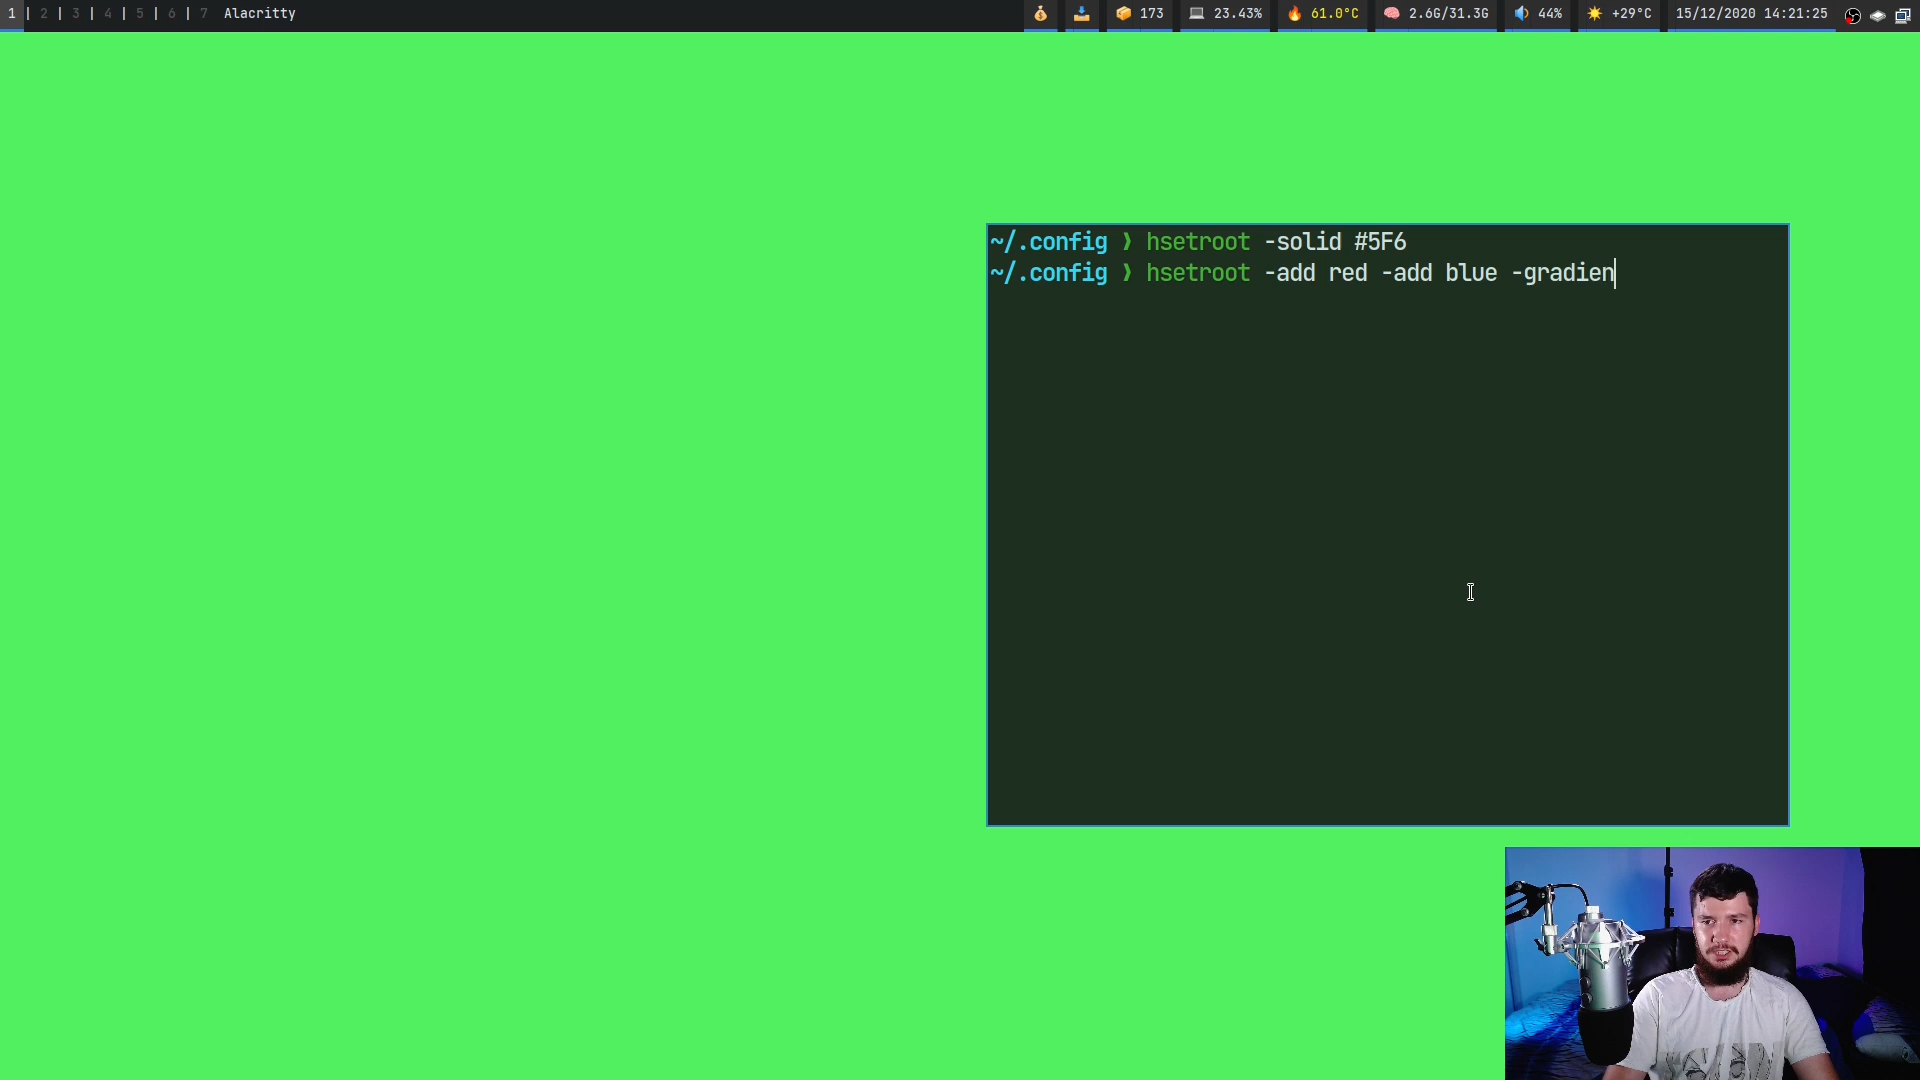 1 | 2 | 3 | 4 | 5 | 6 | 7 Alacritty 173 23.43% 61.0°C 2.6G/31.3G 44% +29°C 15/12/2020 14:21:25
~/.config ❯ hsetroot -solid #5F6
~/.config ❯ hsetroot -add red -add blue -gradien